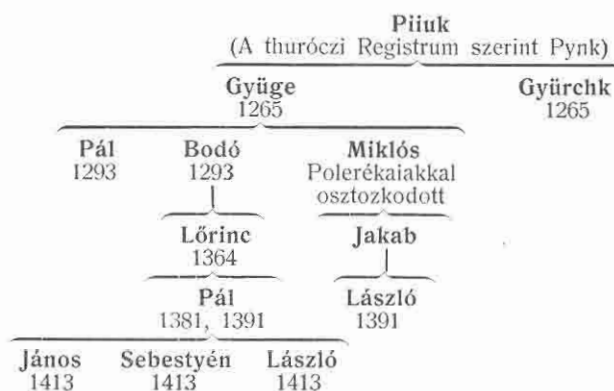 Piiuk
(A thuróczi Registrum szerint Pynk)
Gyüge Gyürchk
1265 1265
Pál Bodó Miklós
1293 1293 Polerékaiakkal
osztozkodott
Lőrinc Jakab
1364
Pál László
1381, 1391 1391
János Sebestyén László
1413 1413 1413